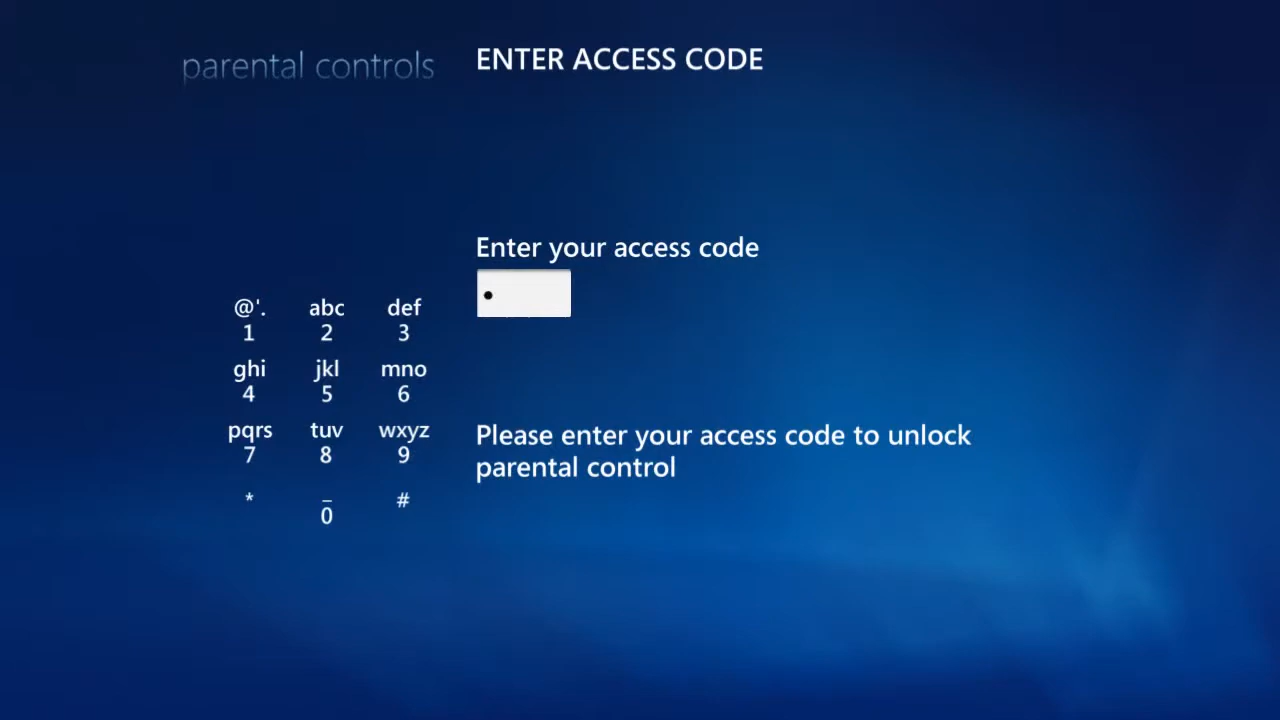 parental controls
ENTER ACCESS CODE
Enter your access code
@'. abc def
1 2 3
ghi jkl mno
4 5 6
pqrs tuv wxyz
7 8 9
* _ #
0
Please enter your access code to unlock
parental control